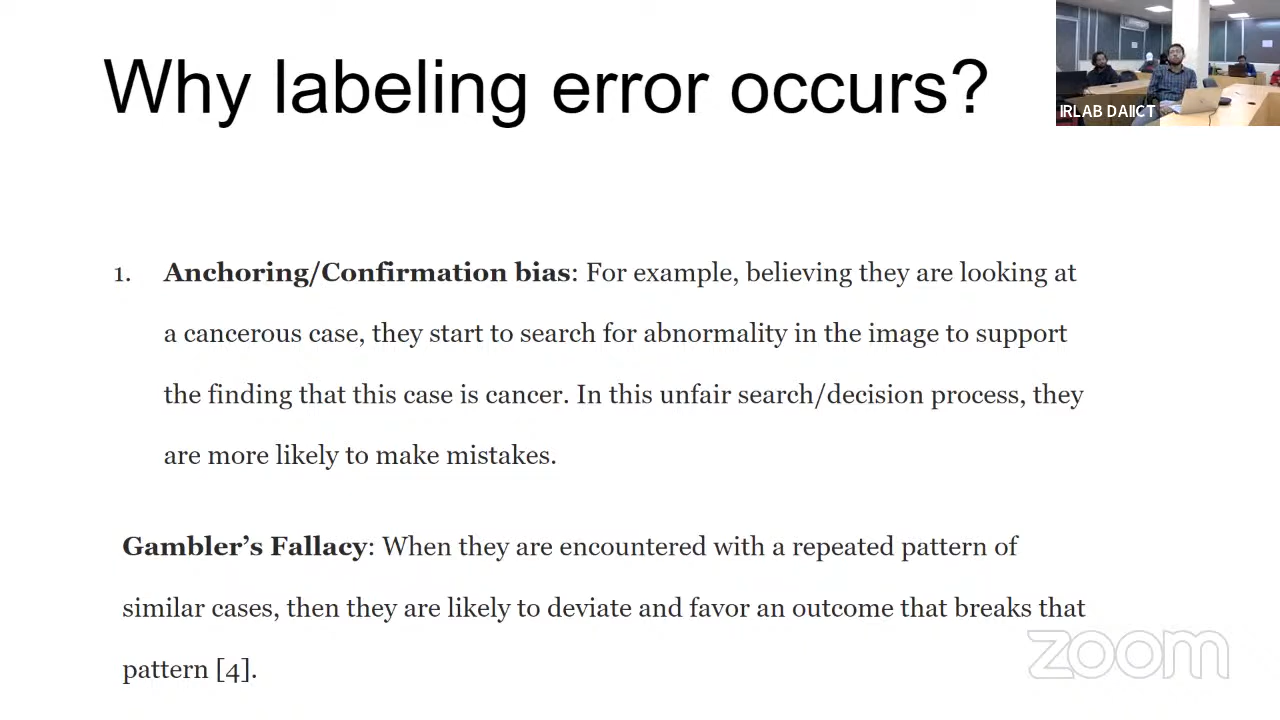 Why labeling error occurs?
IRLAB DAIICT
1. Anchoring/Confirmation bias: For example, believing they are looking at
a cancerous case, they start to search for abnormality in the image to support
the finding that this case is cancer. In this unfair search/decision process, they
are more likely to make mistakes.
Gambler’s Fallacy: When they are encountered with a repeated pattern of
similar cases, then they are likely to deviate and favor an outcome that breaks that
pattern [4].
zoom